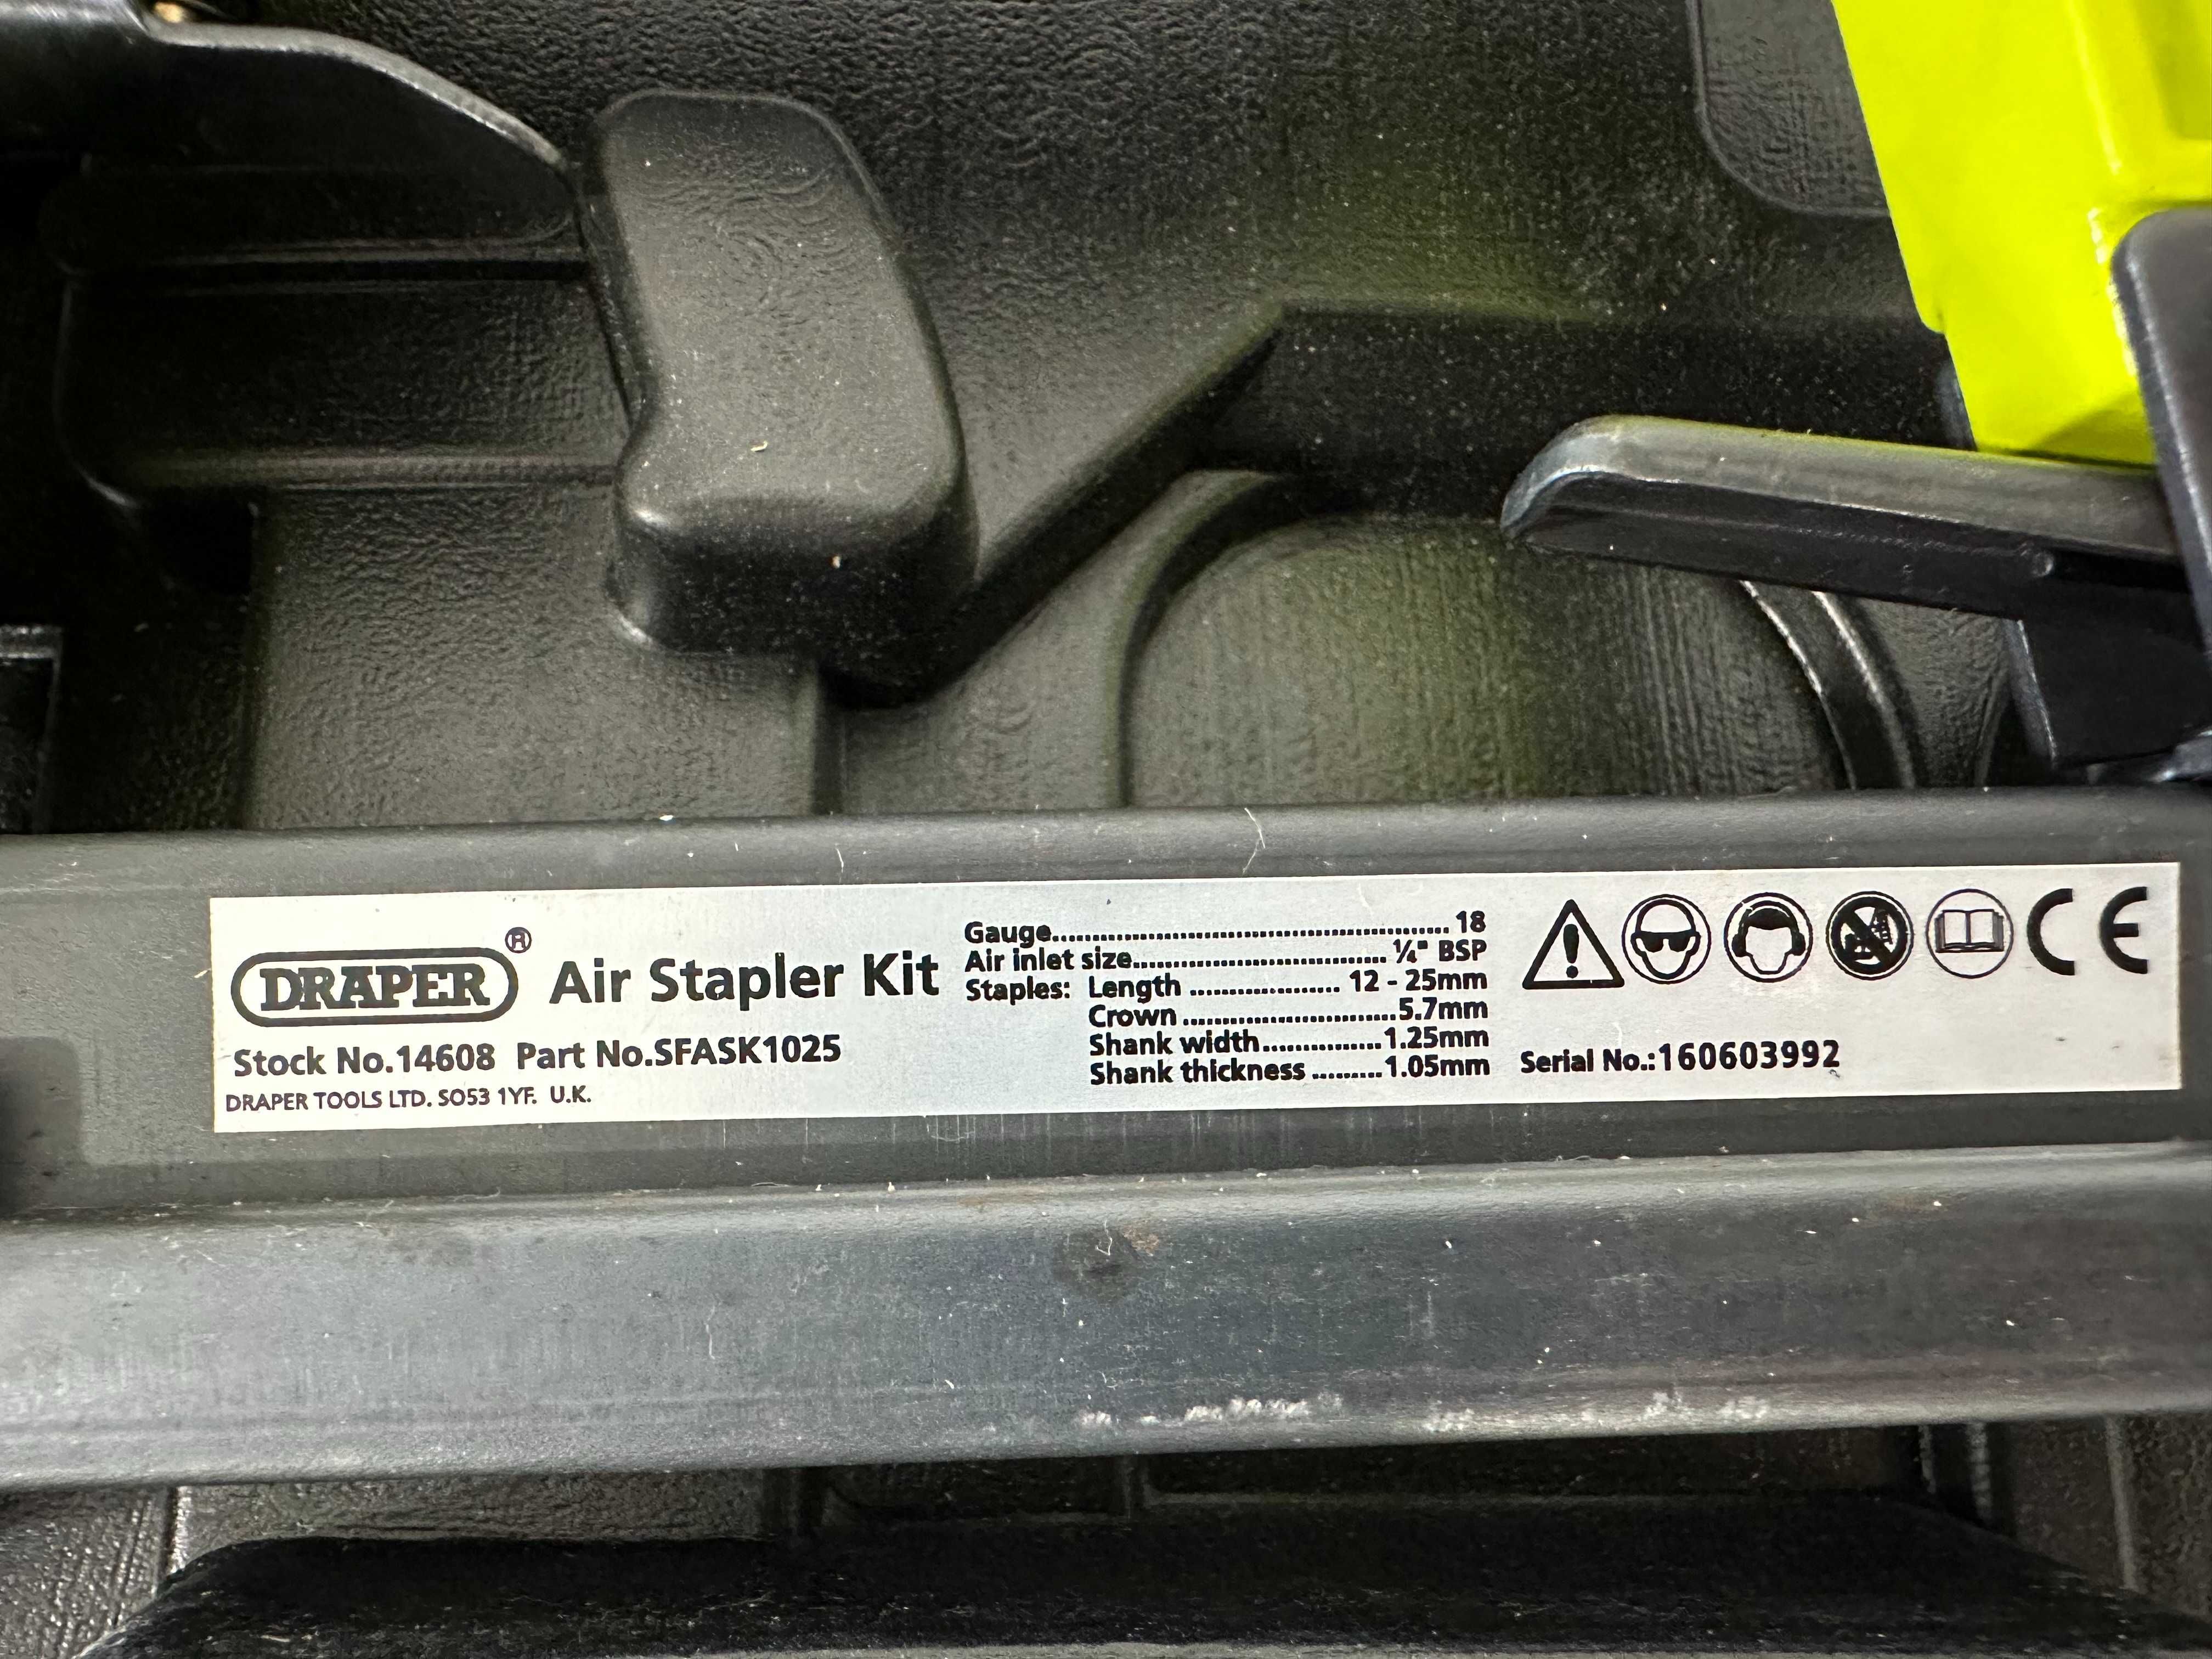 DRAPER® Air Stapler Kit
Stock No.14608 Part No.SFASK1025
DRAPER TOOLS LTD. SO53 1YF. U.K.
Gauge........................................................ 18
Air inlet size.................................... ¼" BSP
Staples: Length ..................... 12 - 25mm
Crown ..............................5.7mm
Shank width.................1.25mm
Shank thickness ..........1.05mm
CE
Serial No.:160603992